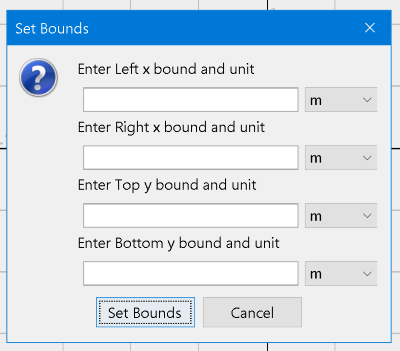 Set Bounds
Enter Left x bound and unit
m
Enter Right x bound and unit
m
Enter Top y bound and unit
m
Enter Bottom y bound and unit
m
Set Bounds Cancel